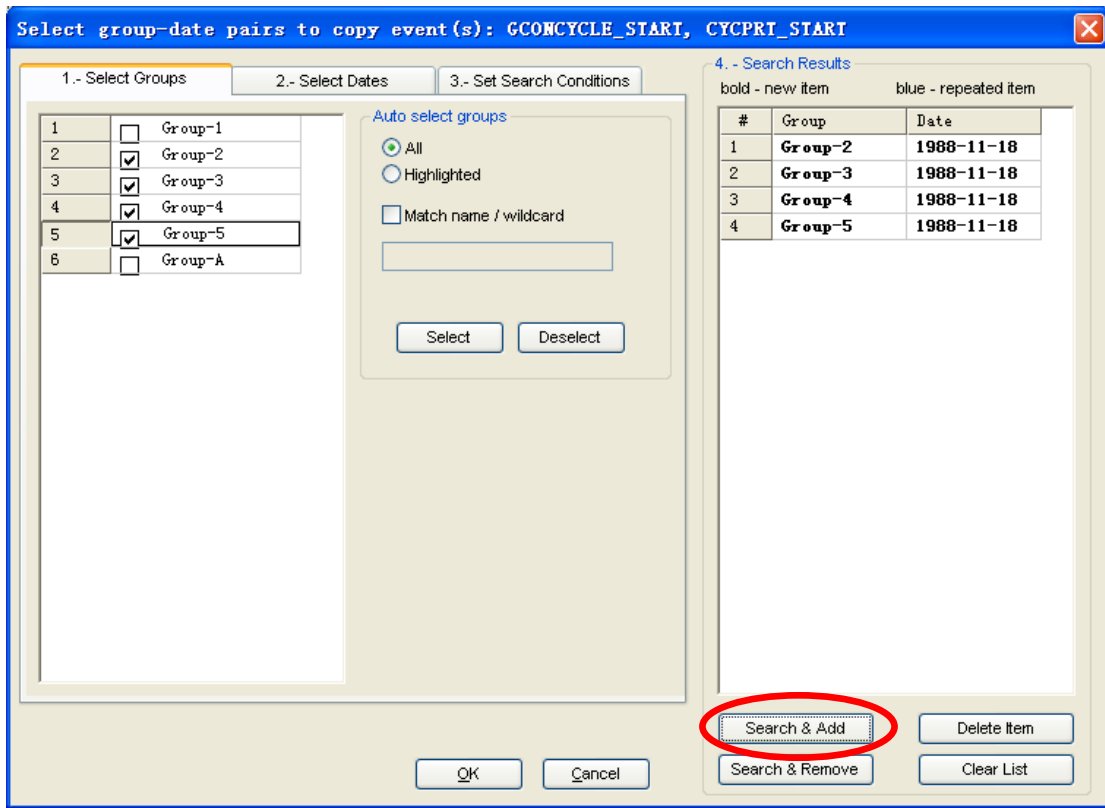 Select group-date pairs to copy event(s): GCONCYCLE_START, CYCPRT_START
1.- Select Groups
2.- Select Dates
3.- Set Search Conditions
1 Group-1
2 Group-2
3 Group-3
4 Group-4
5 Group-5
6 Group-A
Auto select groups
All
Highlighted
Match name / wildcard
Select Deselect
4. - Search Results
bold - new item blue - repeated item
# Group Date
1 Group-2 1988-11-18
2 Group-3 1988-11-18
3 Group-4 1988-11-18
4 Group-5 1988-11-18
Search & Add Delete Item
Search & Remove Clear List
OK Cancel